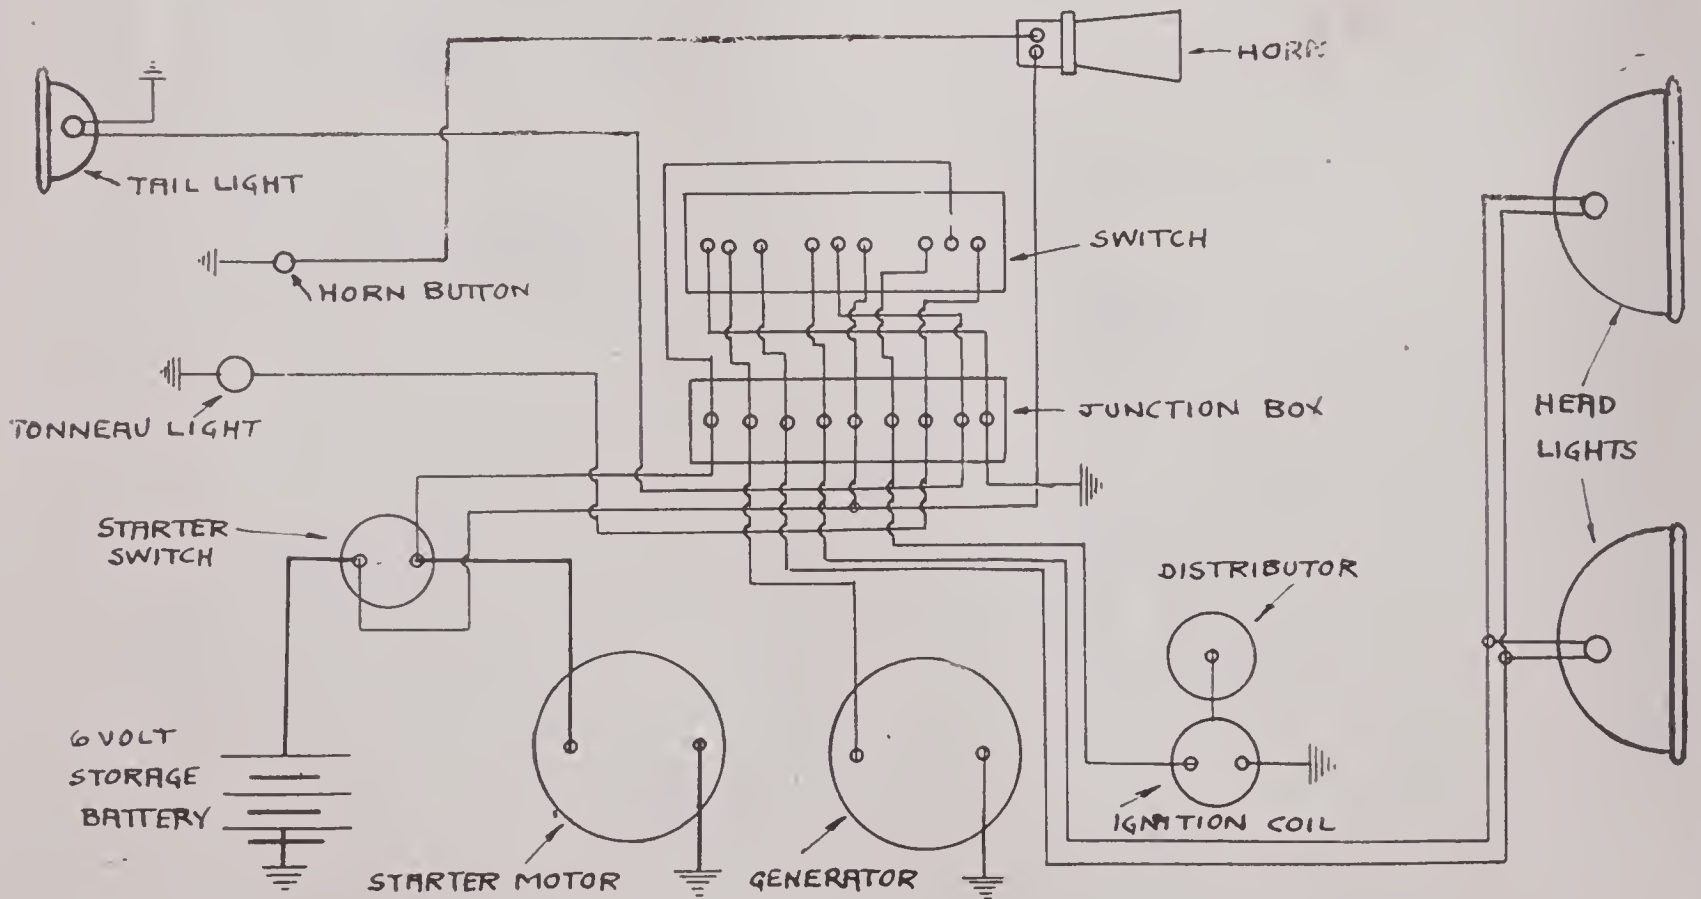 HORN
TAIL LIGHT
SWITCH
HORN BUTTON
TONNEAU LIGHT
JUNCTION BOX
HEAD
LIGHTS
STARTER
SWITCH
DISTRIBUTOR
6 VOLT
STORAGE
BATTERY
IGNITION COIL
STARTER MOTOR
GENERATOR